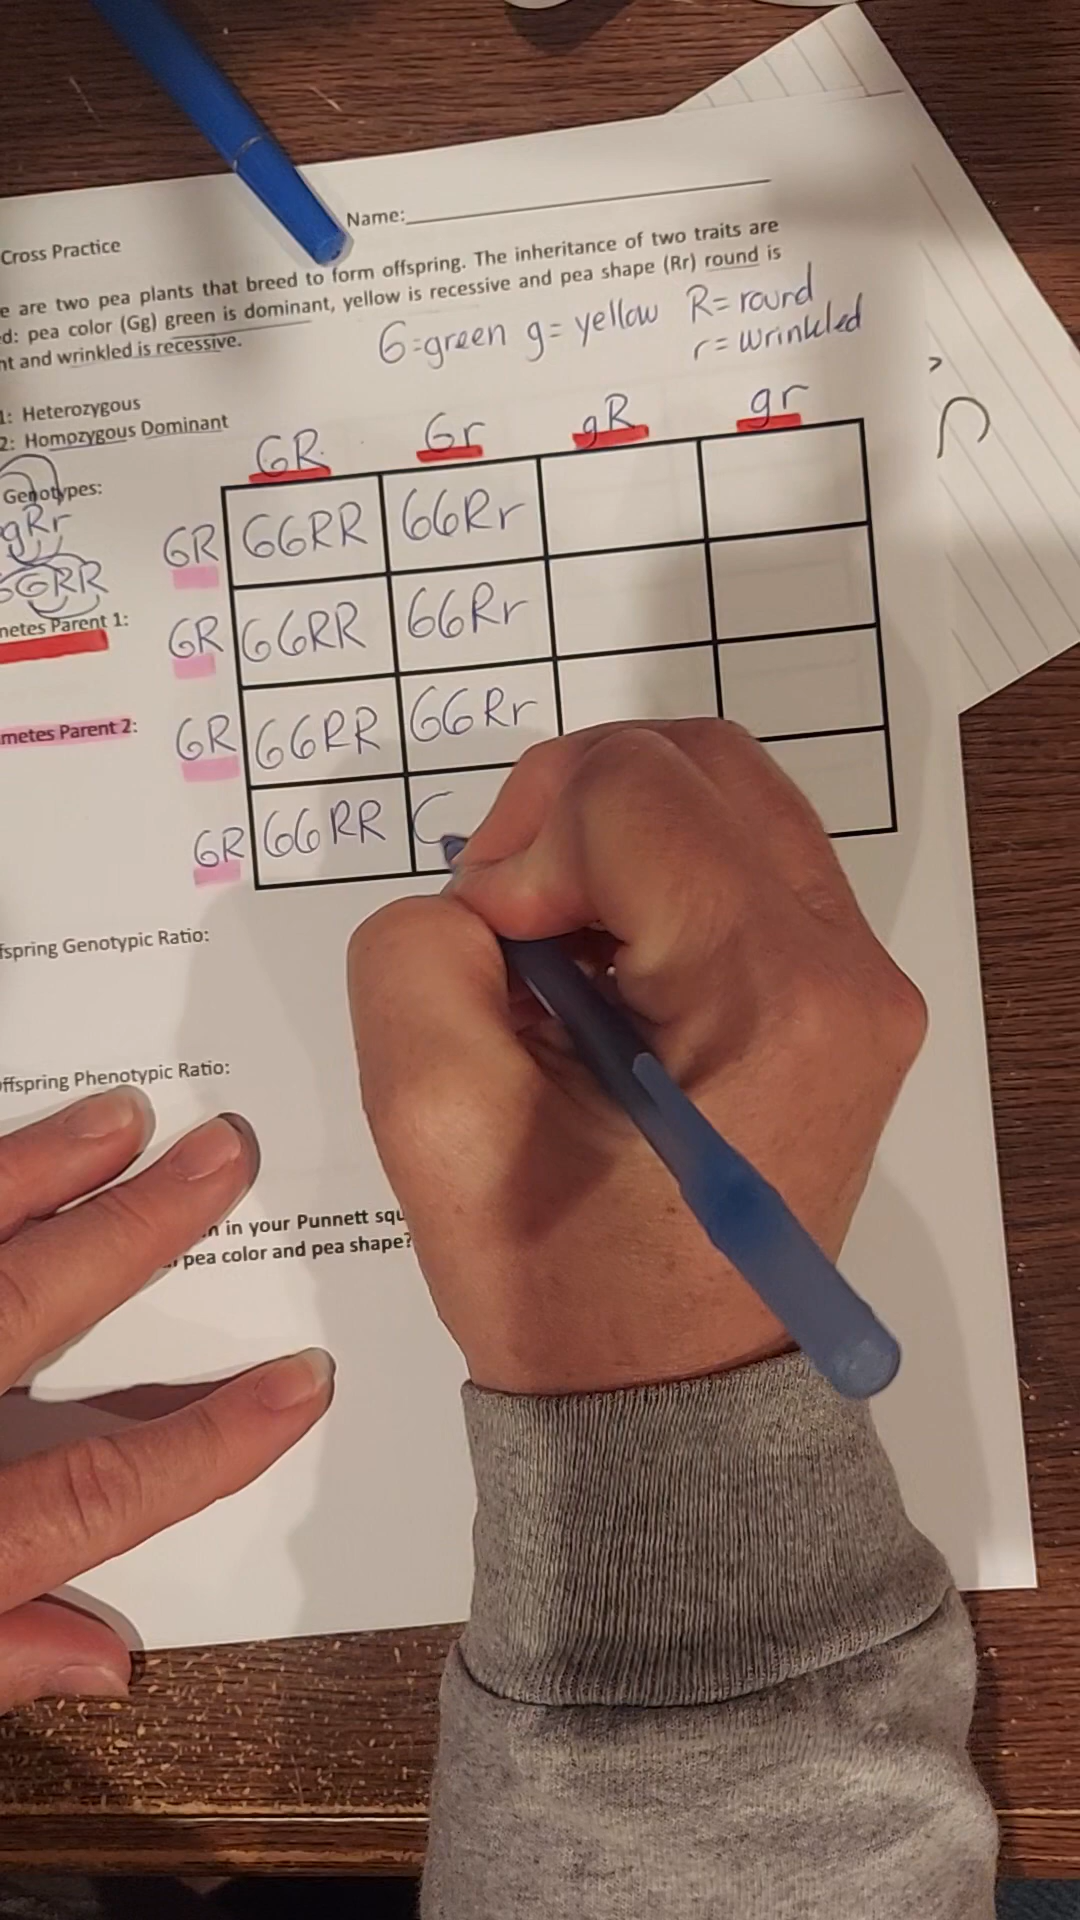 Name:
Cross Practice
e are two pea plants that breed to form offspring. The inheritance of two traits are
d: pea color (Gg) green is dominant, yellow is recessive and pea shape (Rr) round is
nt and wrinkled is recessive.
G=green g=yellow R=round
r=wrinkled
1: Heterozygous
2: Homozygous Dominant
GR Gr gR gr
Genotypes:
gRr
GR GGRR GGRr
GGRR
netes Parent 1:
GR GGRR GGRr
metes Parent 2:
GR GGRR GGRr
GR GGRR
fspring Genotypic Ratio:
ffspring Phenotypic Ratio:
n in your Punnett squ
pea color and pea shape?